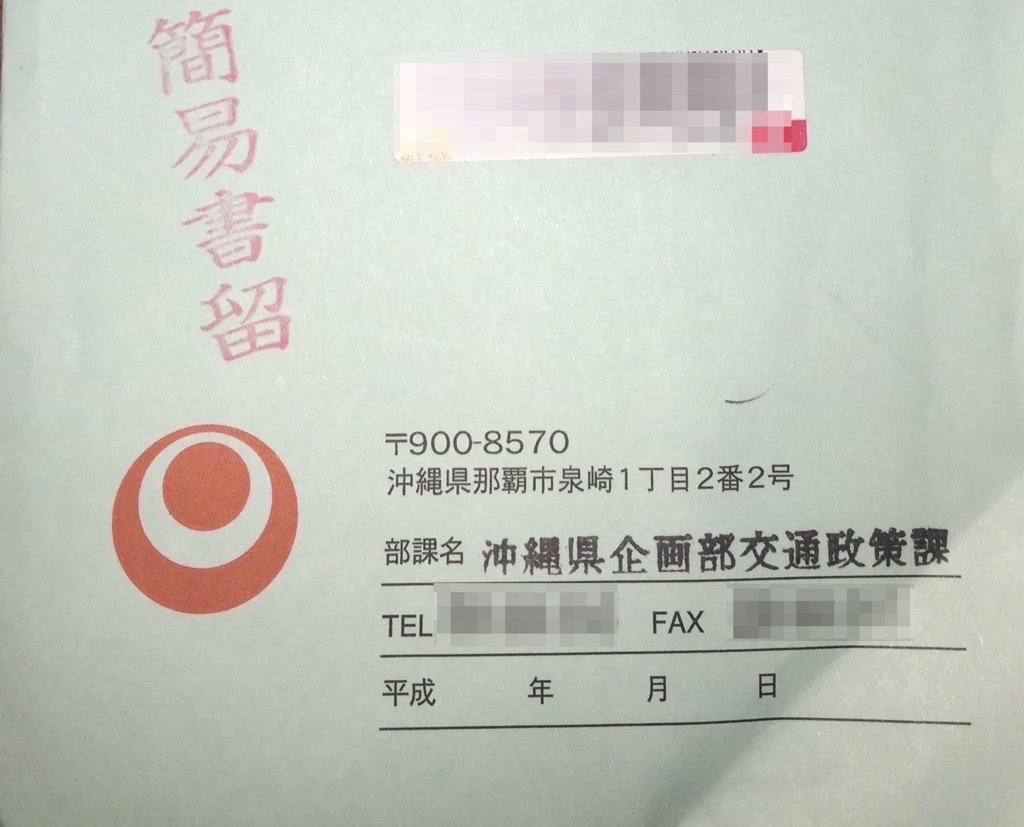 簡易書留
〒900-8570
沖縄県那覇市泉崎1丁目2番2号
部課名 沖縄県企画部交通政策課
TEL FAX
平成 年 月 日